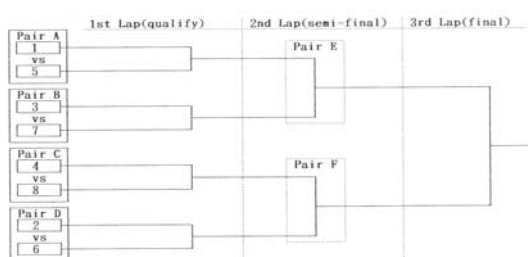 1st Lap(qualify) 2nd Lap(semi-final) 3rd Lap(final)
Pair A
1
vs
5
Pair E
Pair B
3
vs
7
Pair C
4
vs
8
Pair F
Pair D
2
vs
6